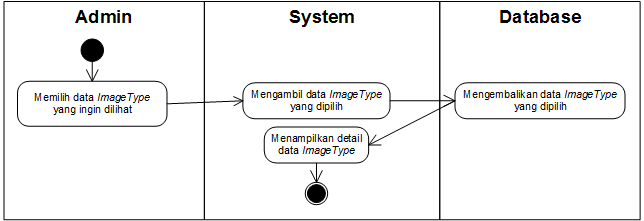 Admin
System
Database
Memilih data ImageType
yang ingin dilihat
Mengambil data ImageType
yang dipilih
Mengembalikan data ImageType
yang dipilih
Menampilkan detail
data ImageType